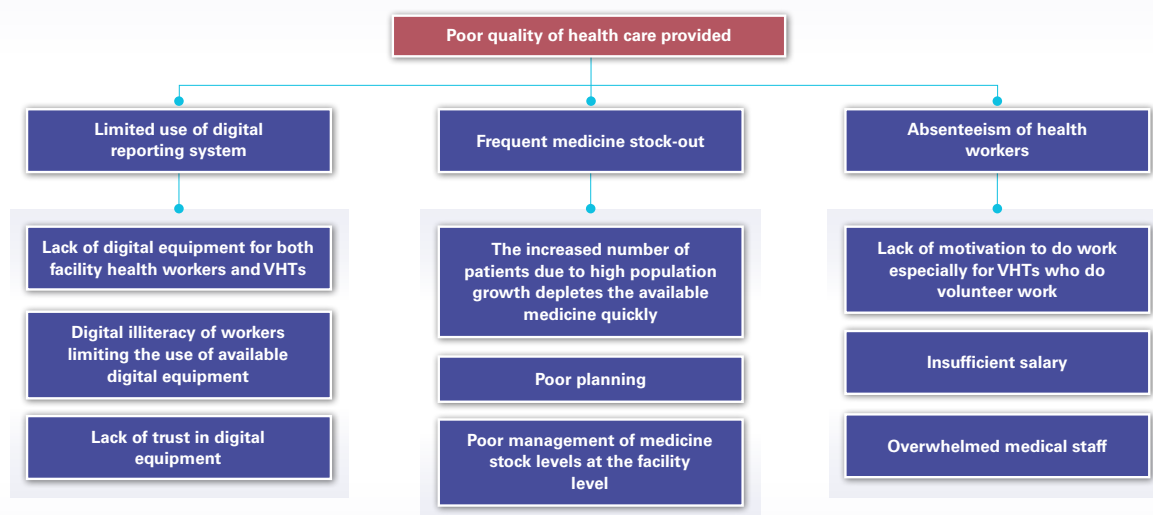 Poor quality of health care provided
Limited use of digital
reporting system
Lack of digital equipment for both
facility health workers and VHTs
Digital illiteracy of workers
limiting the use of available
digital equipment
Lack of trust in digital
equipment
Frequent medicine stock-out
The increased number of
patients due to high population
growth depletes the available
medicine quickly
Poor planning
Poor management of medicine
stock levels at the facility
level
Absenteeism of health
workers
Lack of motivation to do work
especially for VHTs who do
volunteer work
Insufficient salary
Overwhelmed medical staff